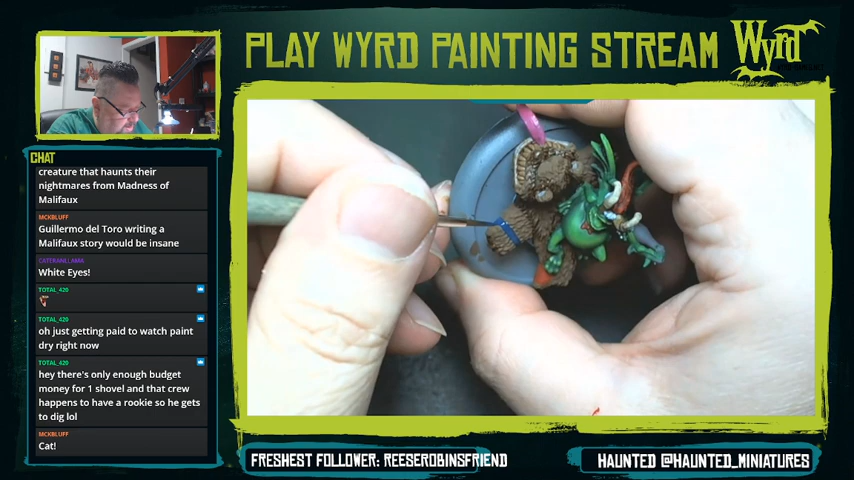 PLAY WYRD PAINTING STREAM
Wyrd
CHAT
creature that haunts their
nightmares from Madness of
Malifaux
MCKBLUFF
Guillermo del Toro writing a
Malifaux story would be insane
CATERANLLAMA
White Eyes!
TOTAL_420
TOTAL_420
oh just getting paid to watch paint
dry right now
TOTAL_420
hey there's only enough budget
money for 1 shovel and that crew
happens to have a rookie so he gets
to dig lol
MCKBLUFF
Cat!
FRESHEST FOLLOWER: REESEROBINSFRIEND
HAUNTED @HAUNTED_MINIATURES